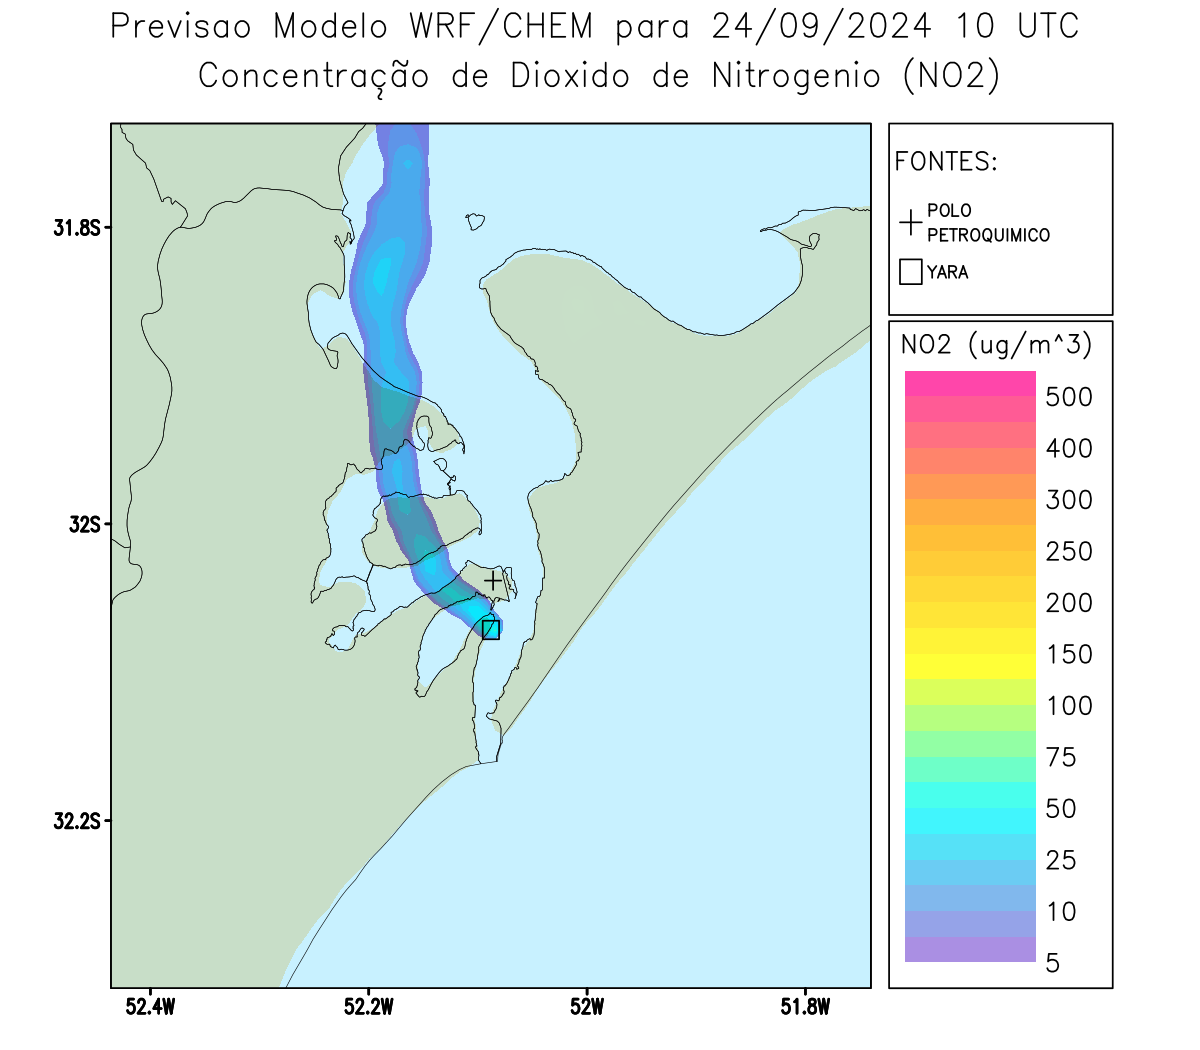 Previsao Modelo WRF/CHEM para 24/09/2024 10 UTC
Concentração de Dioxido de Nitrogenio (NO2)
FONTES:
POLO
PETROQUIMICO
YARA
31.8S
32S
32.2S
52.4W
52.2W
52W
51.8W
NO2 (ug/m^3)
500
400
300
250
200
150
100
75
50
25
10
5